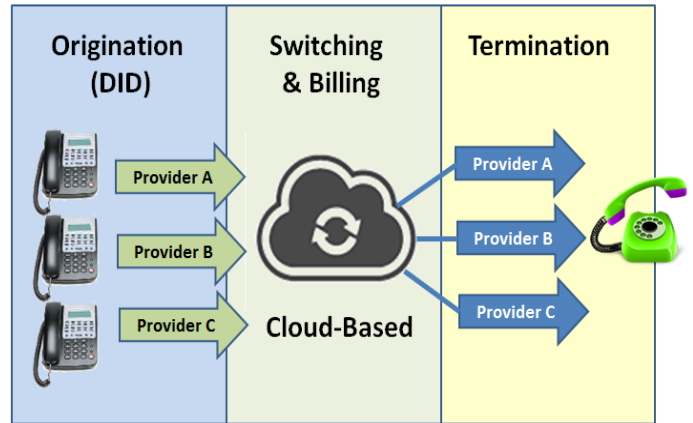 Origination
(DID)
Switching
& Billing
Termination
Provider A
Provider B
Provider C
Cloud-Based
Provider A
Provider B
Provider C